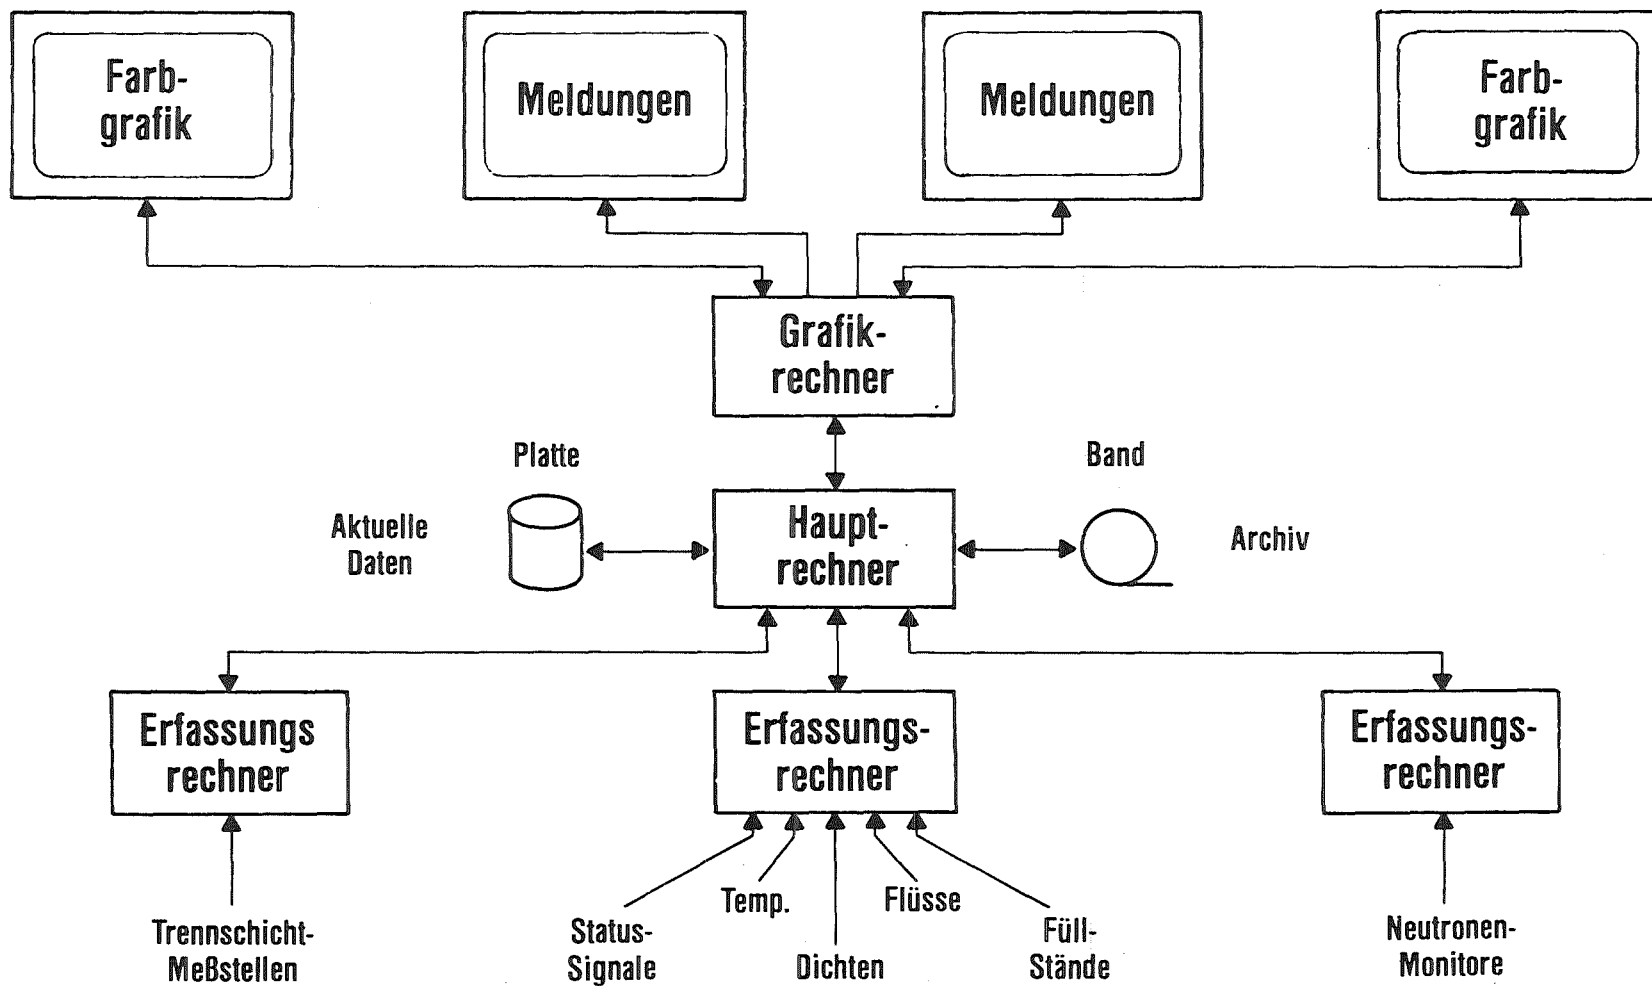 Farb-
grafik
Meldungen
Meldungen
Farb-
grafik
Grafik-
rechner
Platte
Band
Aktuelle
Daten
Haupt-
rechner
Archiv
Erfassungs
rechner
Erfassungs-
rechner
Erfassungs-
rechner
Trennschicht-
Meßstellen
Status-
Signale
Temp.
Dichten
Flüsse
Füll-
Stände
Neutronen-
Monitore